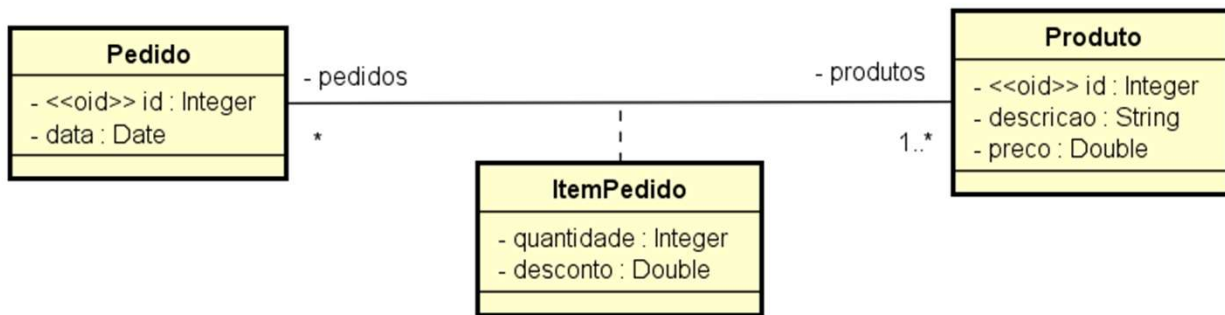 Pedido
- <<oid>> id : Integer
- data : Date
- pedidos
*
- produtos
1..*
Produto
- <<oid>> id : Integer
- descricao : String
- preco : Double
ItemPedido
- quantidade : Integer
- desconto : Double